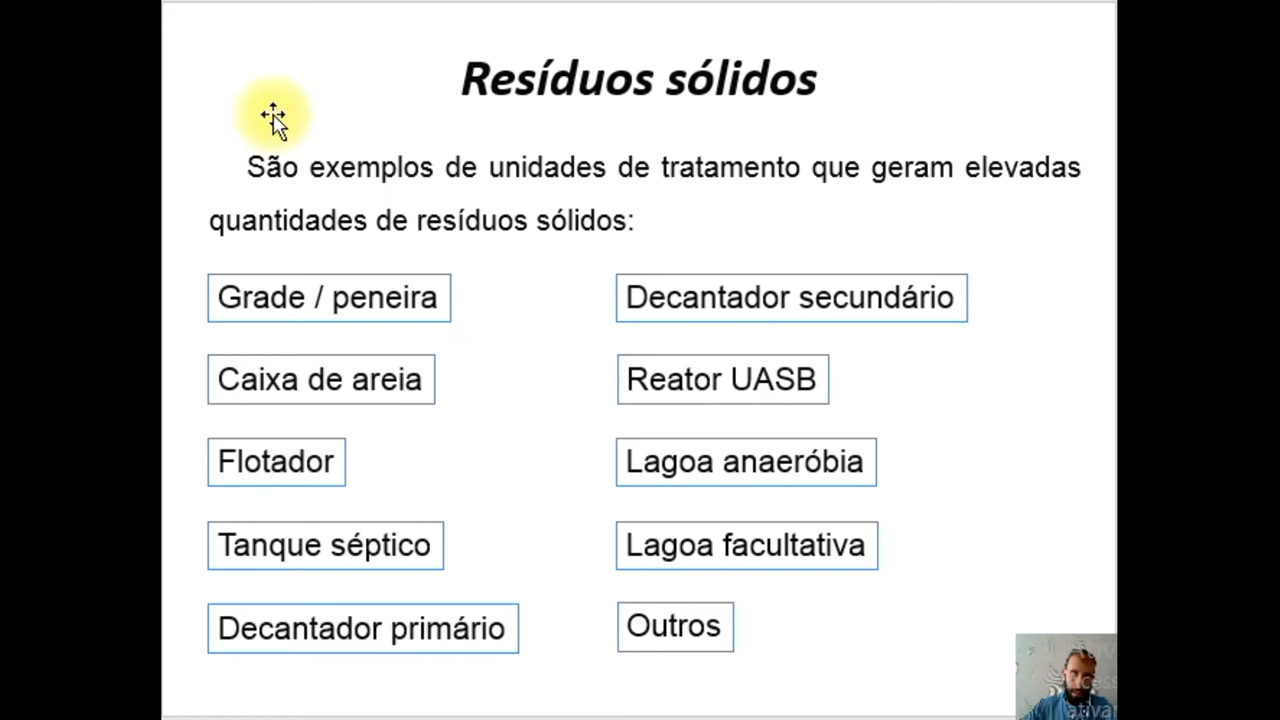 Resíduos sólidos
São exemplos de unidades de tratamento que geram elevadas
quantidades de resíduos sólidos:
Grade / peneira
Decantador secundário
Caixa de areia
Reator UASB
Flotador
Lagoa anaeróbia
Tanque séptico
Lagoa facultativa
Decantador primário
Outros